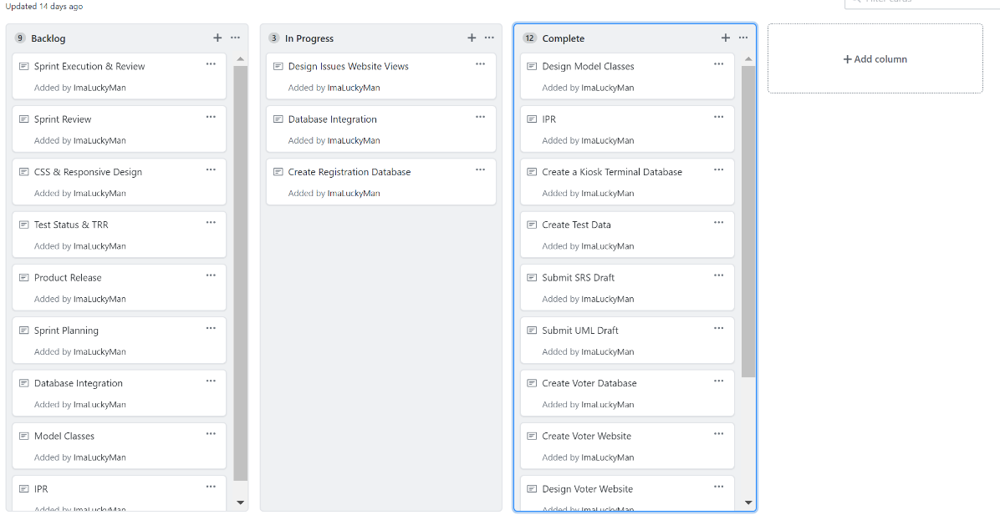 Updated 14 days ago
Filter cards
9 Backlog
Sprint Execution & Review
Added by ImaLuckyMan
Sprint Review
Added by ImaLuckyMan
CSS & Responsive Design
Added by ImaLuckyMan
Test Status & TRR
Added by ImaLuckyMan
Product Release
Added by ImaLuckyMan
Sprint Planning
Added by ImaLuckyMan
Database Integration
Added by ImaLuckyMan
Model Classes
Added by ImaLuckyMan
IPR
Added by ImaLuckyMan
3 In Progress
Design Issues Website Views
Added by ImaLuckyMan
Database Integration
Added by ImaLuckyMan
Create Registration Database
Added by ImaLuckyMan
12 Complete
Design Model Classes
Added by ImaLuckyMan
IPR
Added by ImaLuckyMan
Create a Kiosk Terminal Database
Added by ImaLuckyMan
Create Test Data
Added by ImaLuckyMan
Submit SRS Draft
Added by ImaLuckyMan
Submit UML Draft
Added by ImaLuckyMan
Create Voter Database
Added by ImaLuckyMan
Create Voter Website
Added by ImaLuckyMan
Design Voter Website
Added by ImaLuckyMan
+ Add column